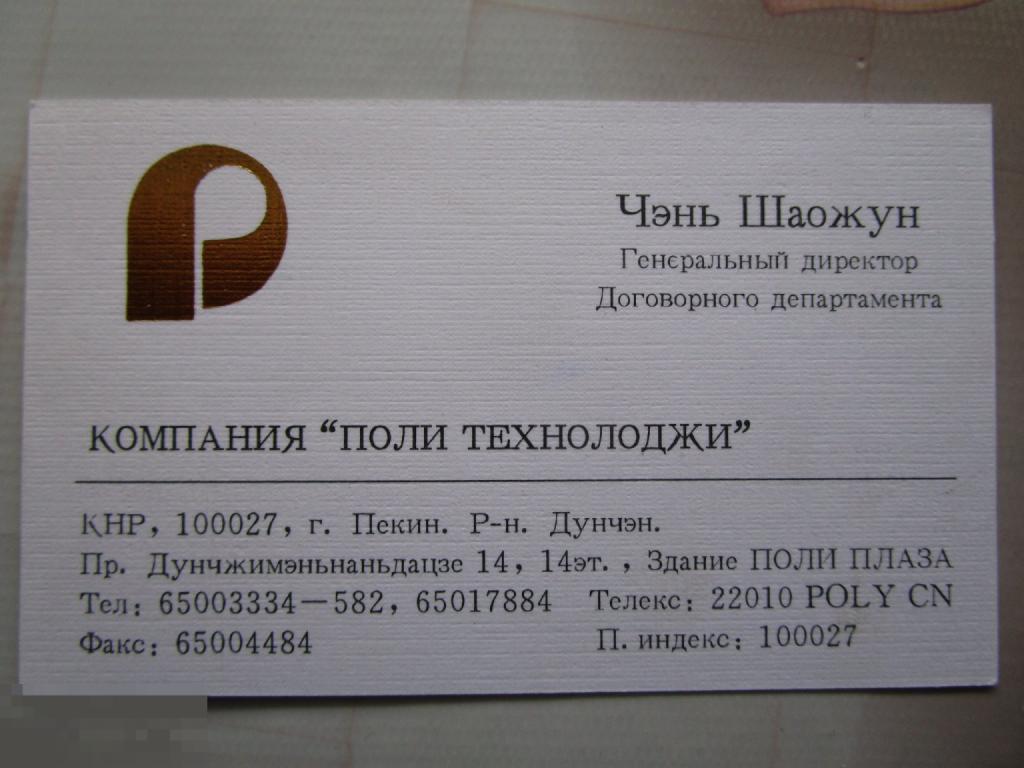 Чэнь Шаожун
Генеральный директор
Договорного департамента
КОМПАНИЯ “ПОЛИ ТЕХНОЛОДЖИ”
КНР, 100027, г. Пекин. Р-н. Дунчэн.
Пр. Дунчжимэньнаньдацзе 14, 14эт. , Здание ПОЛИ ПЛАЗА
Тел: 65003334—582, 65017884 Телекс: 22010 POLY CN
Факс: 65004484 П. индекс: 100027